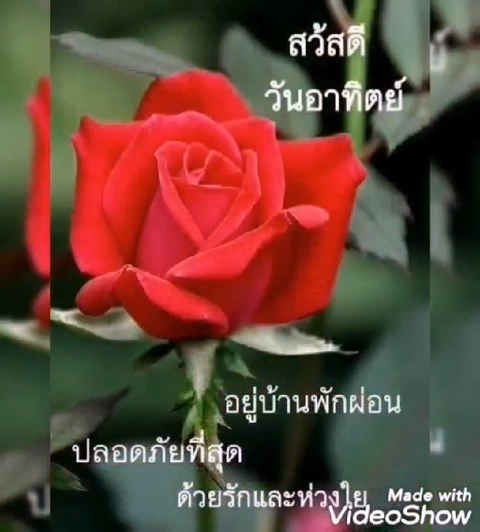 สวัสดี
วันอาทิตย์
อยู่บ้านพักผ่อน
ปลอดภัยที่สุด
ด้วยรักและห่วงใย
Made with
VideoShow